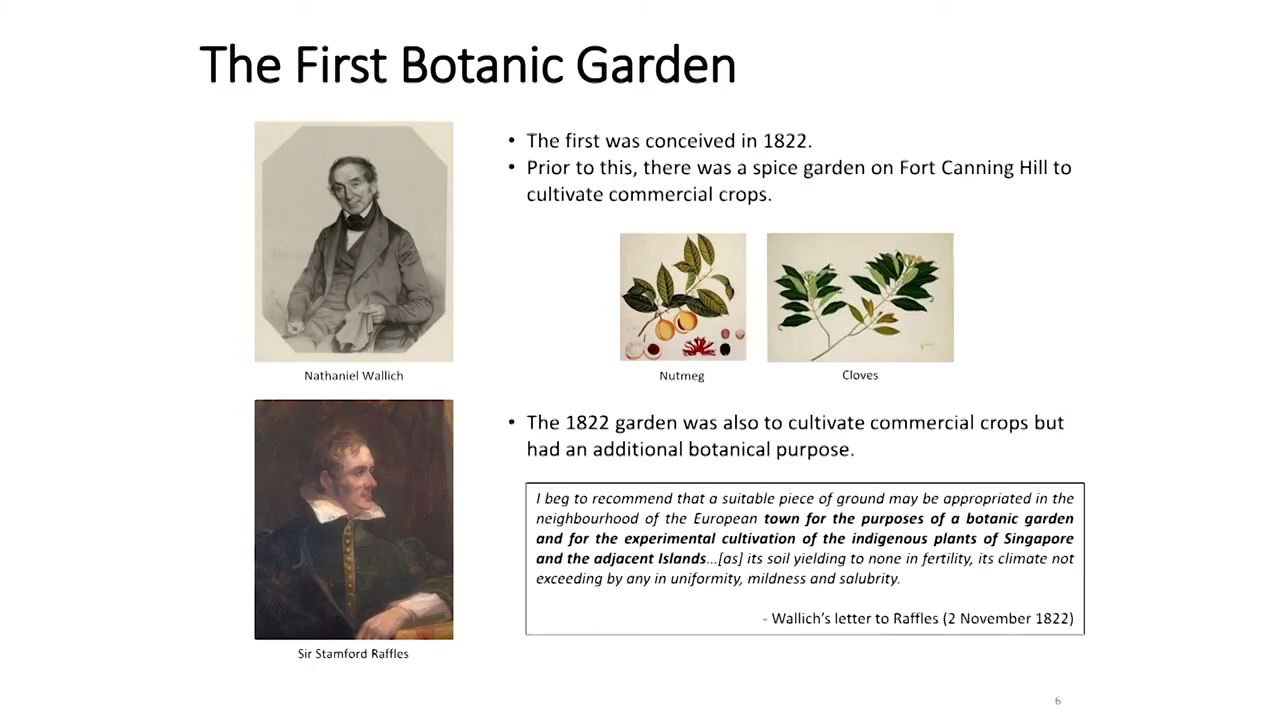 The First Botanic Garden
• The first was conceived in 1822.
• Prior to this, there was a spice garden on Fort Canning Hill to
cultivate commercial crops.
Nathaniel Wallich
Nutmeg
Cloves
• The 1822 garden was also to cultivate commercial crops but
had an additional botanical purpose.
I beg to recommend that a suitable piece of ground may be appropriated in the
neighbourhood of the European town for the purposes of a botanic garden
and for the experimental cultivation of the indigenous plants of Singapore
and the adjacent Islands...[as] its soil yielding to none in fertility, its climate not
exceeding by any in uniformity, mildness and salubrity.
- Wallich's letter to Raffles (2 November 1822)
Sir Stamford Raffles
6